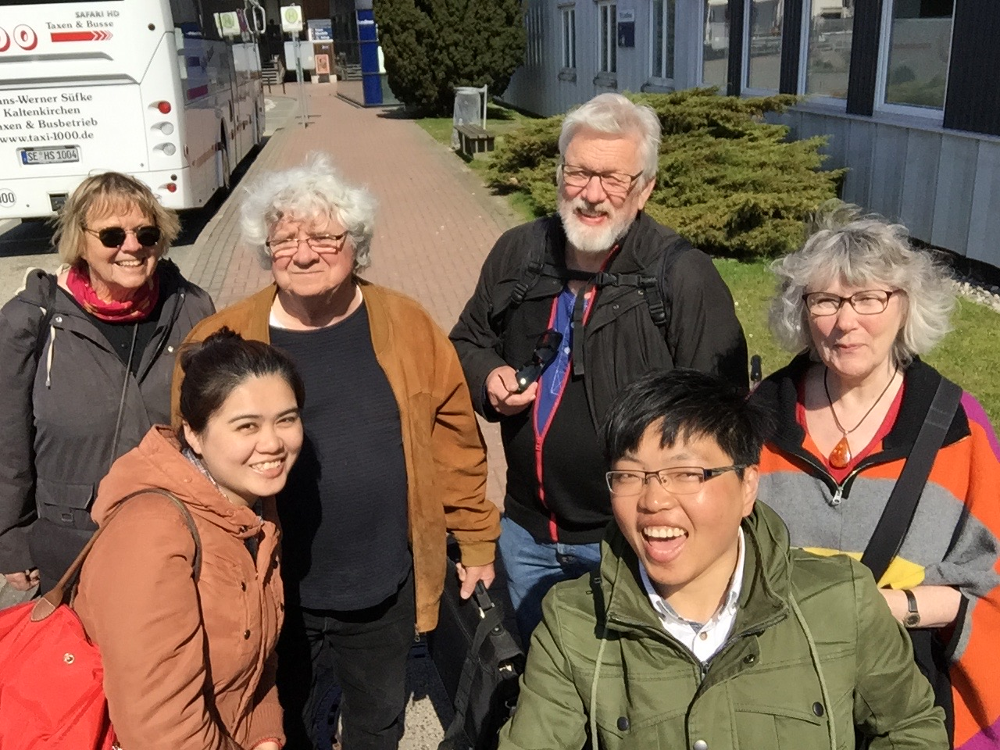 SAFARI HD
Taxen & Busse
ans-Werner Süfke
Kaltenkirchen
axen & Busbetrieb
www.taxi-1000.de
SE HS 1004
H